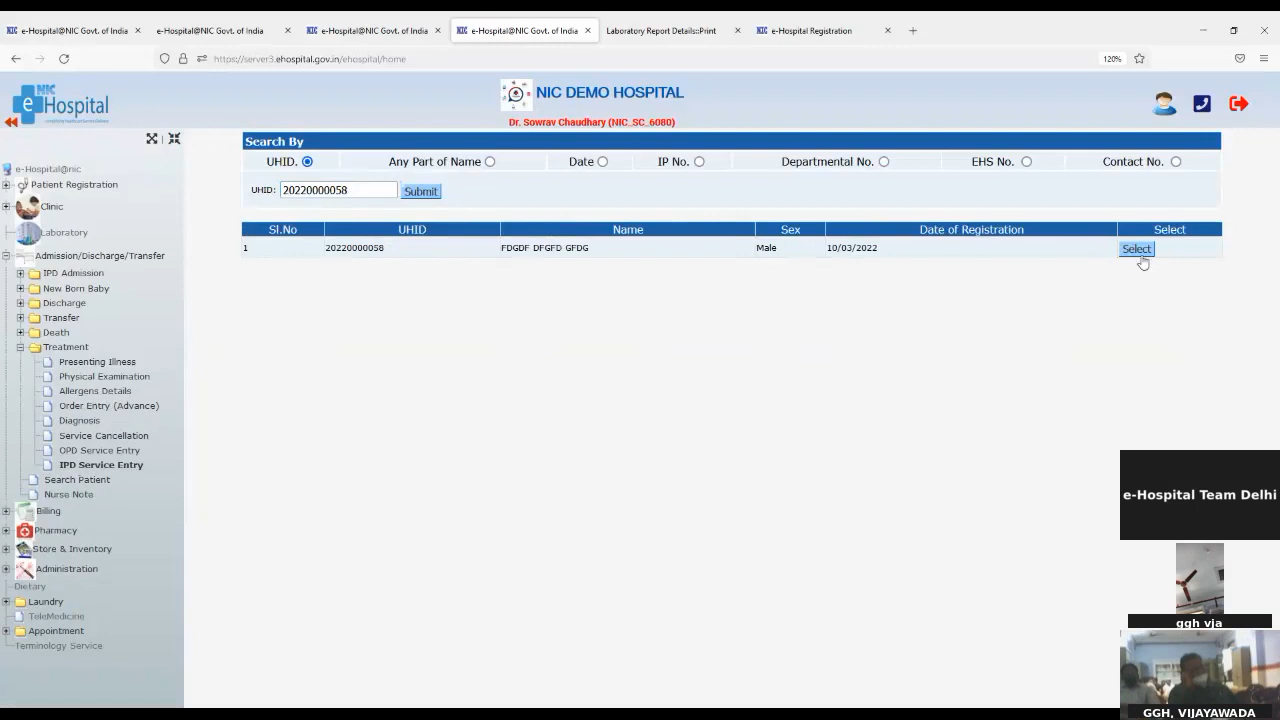 e-Hospital@NIC Govt. of India
e-Hospital@NIC Govt. of India
e-Hospital@NIC Govt. of India
e-Hospital@NIC Govt. of India
Laboratory Report Details::Print
e-Hospital Registration
https://server3.ehospital.gov.in/ehospital/home
120%
NIC
eHospital
NIC DEMO HOSPITAL
Dr. Sowrav Chaudhary (NIC_SC_6080)
Search By
UHID. Any Part of Name Date IP No. Departmental No. EHS No. Contact No.
UHID: 20220000058 Submit
Sl.No UHID Name Sex Date of Registration Select
1 20220000058 FDGDF DFGFD GFDG Male 10/03/2022 Select
e-Hospital@nic
Patient Registration
Clinic
Laboratory
Admission/Discharge/Transfer
IPD Admission
New Born Baby
Discharge
Transfer
Death
Treatment
Presenting Illness
Physical Examination
Allergens Details
Order Entry (Advance)
Diagnosis
Service Cancellation
OPD Service Entry
IPD Service Entry
Search Patient
Nurse Note
Billing
Pharmacy
Store & Inventory
Administration
Dietary
Laundry
TeleMedicine
Appointment
Terminology Service
e-Hospital Team Delhi
ggh vja
GGH, VIJAYAWADA